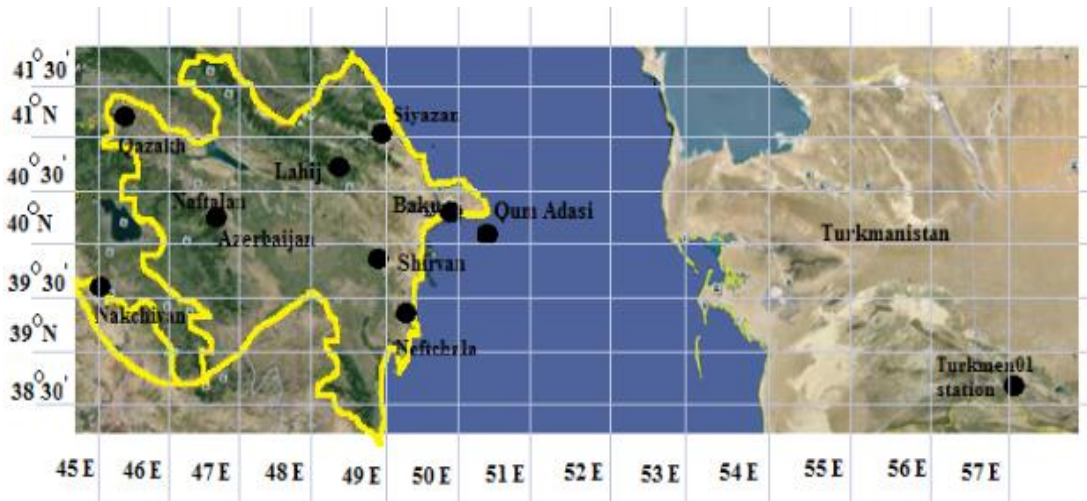 41°30'
41°N
40°30'
40°N
39°30'
39°N
38°30'
Siyazan
Qazakh
Lahij
Naftalan
Baku
Qum Adasi
Azerbaijan
Turkmanistan
Shirvan
Nakchivan
Neftchala
Turkmen01
station
45 E 46 E 47 E 48 E 49 E 50 E 51 E 52 E 53 E 54 E 55 E 56 E 57 E